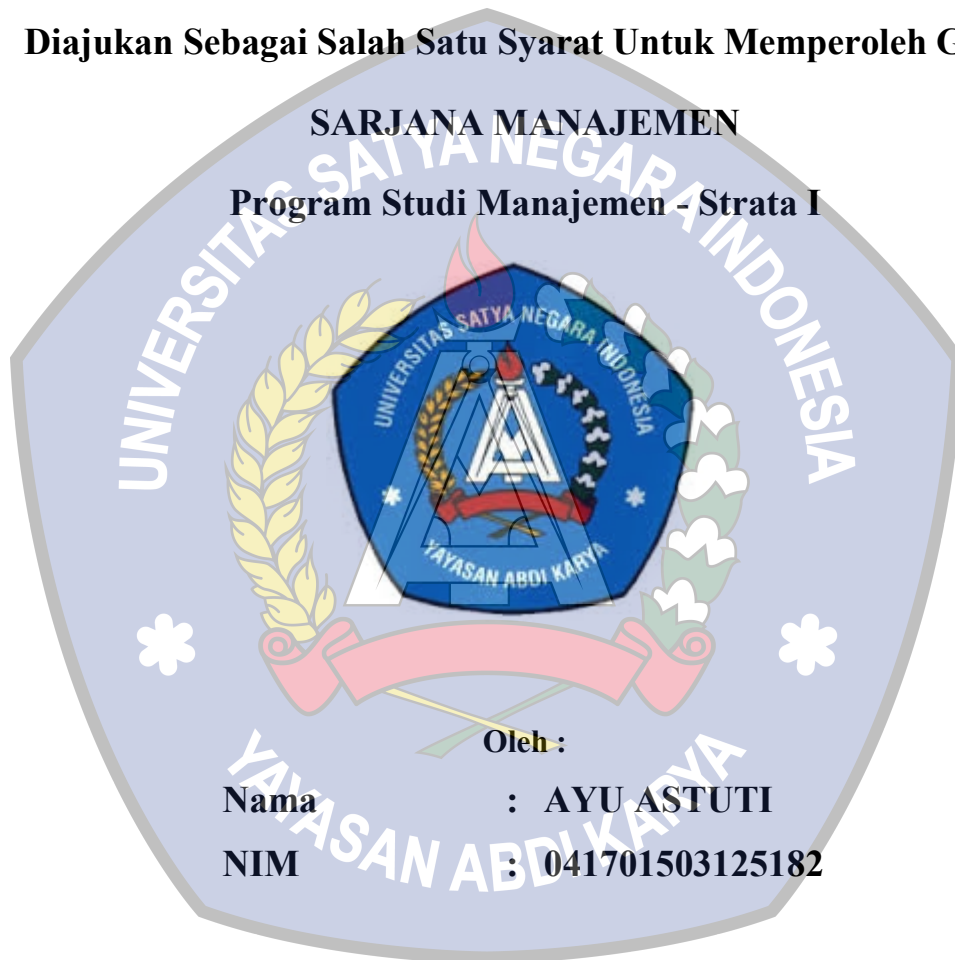 Diajukan Sebagai Salah Satu Syarat Untuk Memperoleh G
SARJANA MANAJEMEN
Program Studi Manajemen - Strata I
UNIVERSITAS SATYA NEGARA INDONESIA
UNIVERSITAS SATYA NEGARA INDONESIA
YAYASAN ABDI KARYA
Oleh :
Nama : AYU ASTUTI
NIM : 041701503125182
YAYASAN ABDI KARYA